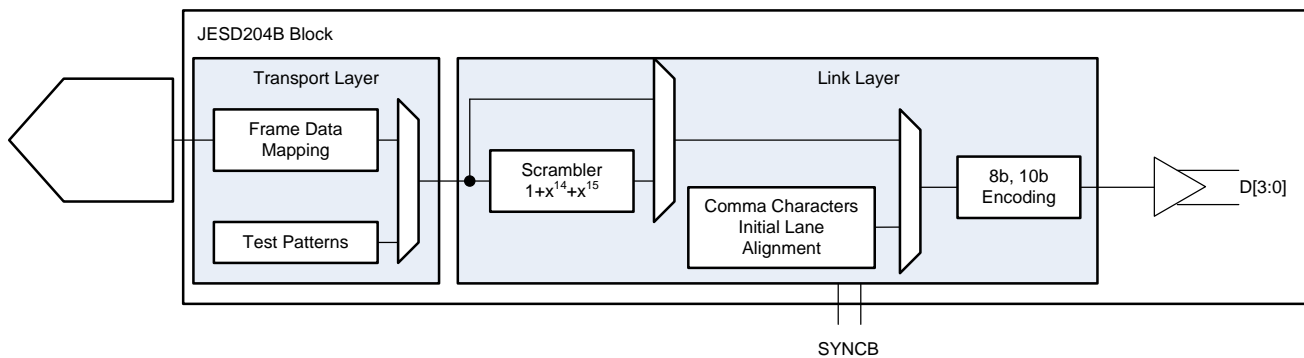 JESD204B Block
Transport Layer
Link Layer
Frame Data
Mapping
Test Patterns
Scrambler
1+x¹⁴+x¹⁵
Comma Characters
Initial Lane
Alignment
8b, 10b
Encoding
D[3:0]
SYNCB